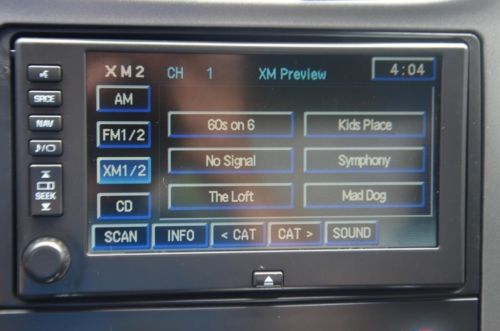 XM2 CH 1 XM Preview 4:04
AM
FM1/2
XM1/2
CD
60s on 6 Kids Place
No Signal Symphony
The Loft Mad Dog
SCAN INFO < CAT CAT > SOUND
SRCE
NAV
SEEK